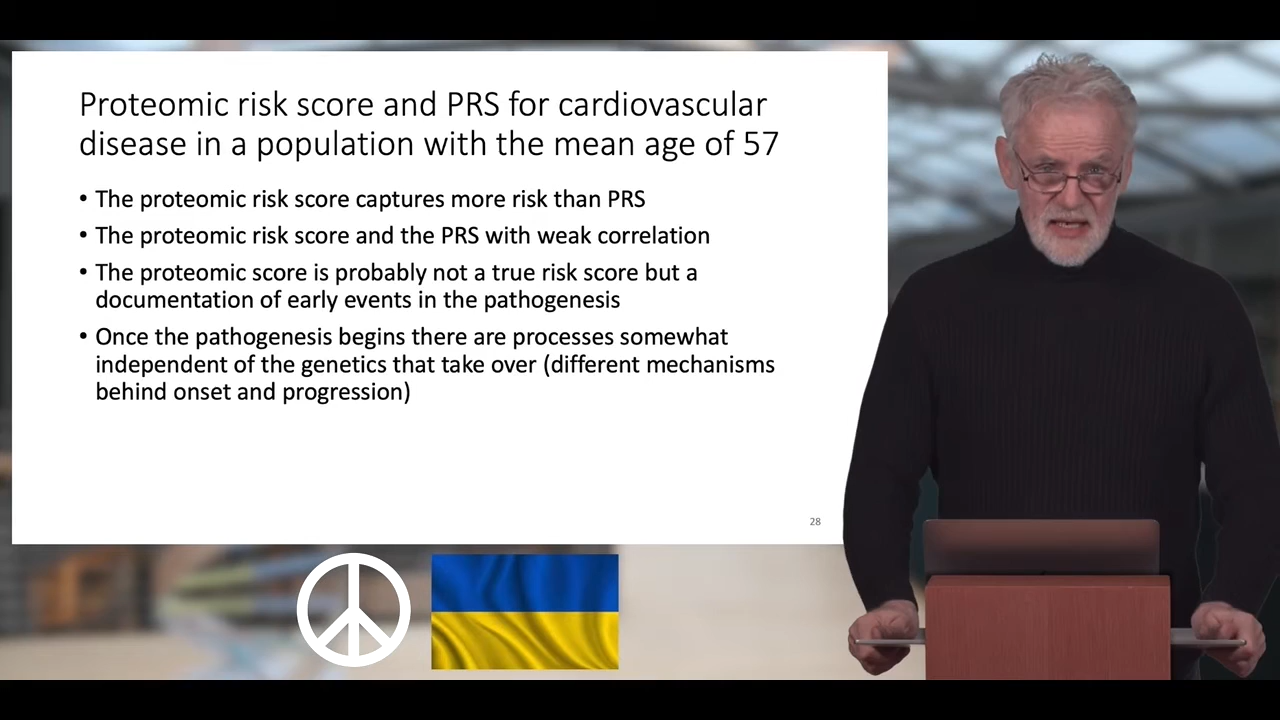 Proteomic risk score and PRS for cardiovascular
disease in a population with the mean age of 57
• The proteomic risk score captures more risk than PRS
• The proteomic risk score and the PRS with weak correlation
• The proteomic score is probably not a true risk score but a
documentation of early events in the pathogenesis
• Once the pathogenesis begins there are processes somewhat
independent of the genetics that take over (different mechanisms
behind onset and progression)
28